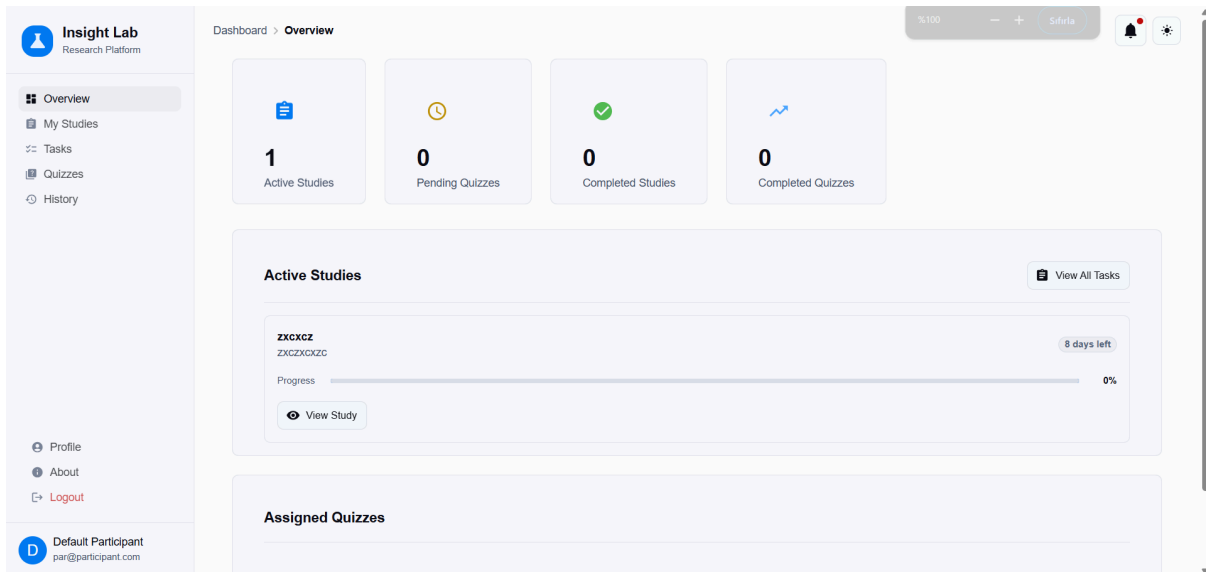 Insight Lab
Research Platform
Overview
My Studies
Tasks
Quizzes
History
Profile
About
Logout
D
Default Participant
par@participant.com
Dashboard > Overview
%100 − + Sıfırla
1
Active Studies
0
Pending Quizzes
0
Completed Studies
0
Completed Quizzes
Active Studies
View All Tasks
zxcxcz
zxczxcxzc
8 days left
Progress 0%
View Study
Assigned Quizzes